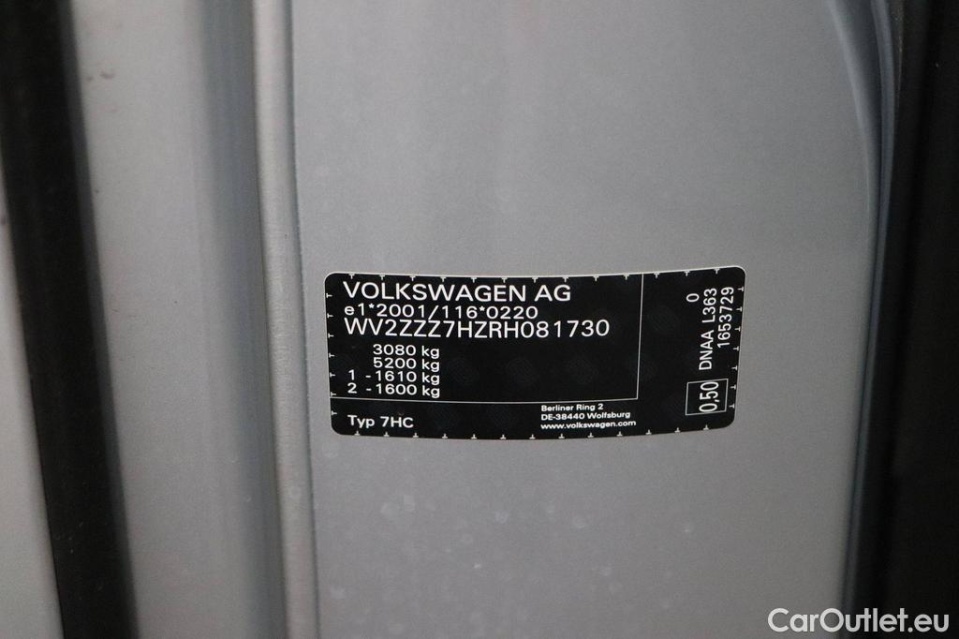 VOLKSWAGEN AG
e1*2001/116*0220
WV2ZZZ7HZRH081730
3080 kg
5200 kg
1 - 1610 kg
2 - 1600 kg
Typ 7HC
Berliner Ring 2
DE-38440 Wolfsburg
www.volkswagen.com
0
DNAA L363
1653729
0,50
CarOutlet.eu